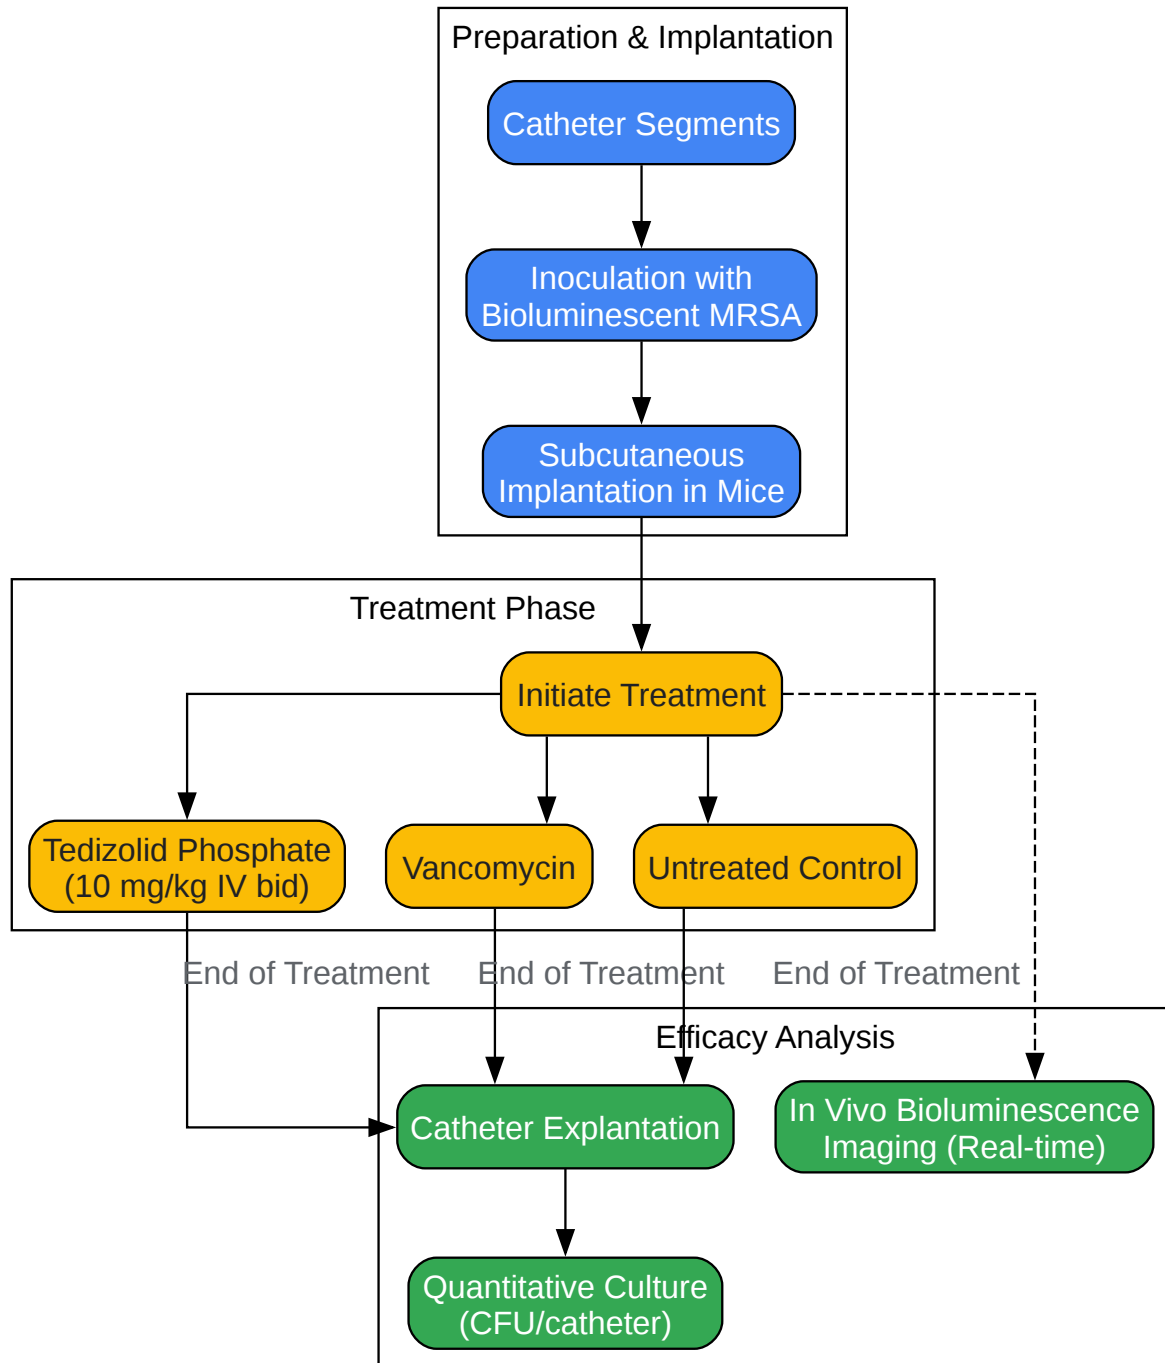 Preparation & Implantation
Catheter Segments
Inoculation with
Bioluminescent MRSA
Subcutaneous
Implantation in Mice
Treatment Phase
Initiate Treatment
Tedizolid Phosphate
(10 mg/kg IV bid)
Vancomycin
Untreated Control
End of Treatment
End of Treatment
End of Treatment
Efficacy Analysis
Catheter Explantation
In Vivo Bioluminescence
Imaging (Real-time)
Quantitative Culture
(CFU/catheter)